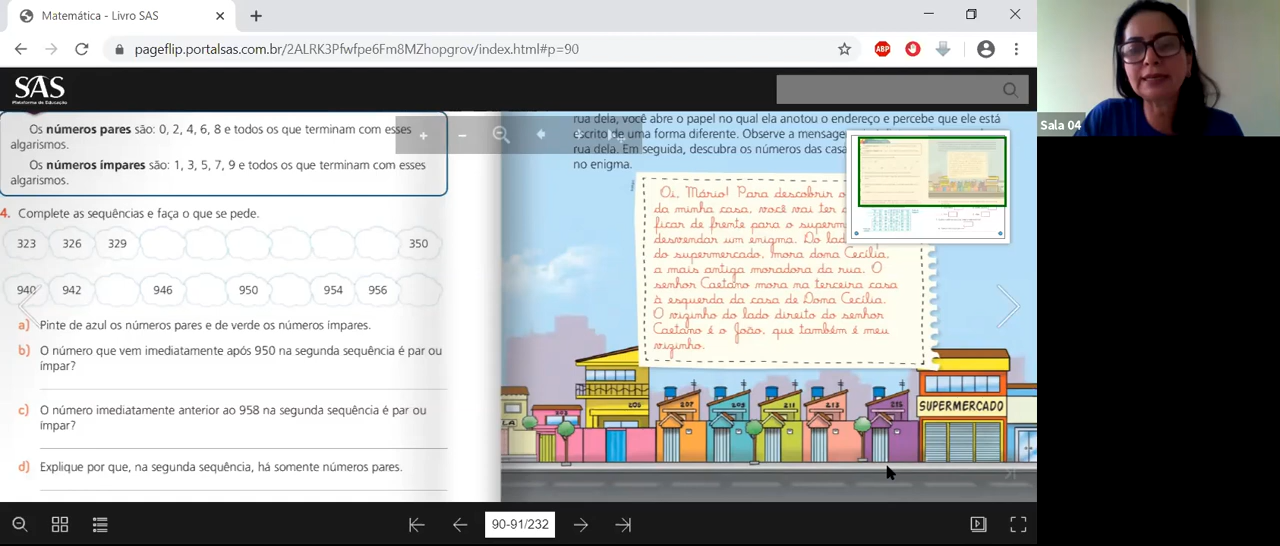 Matemática - Livro SAS
pageflip.portalsas.com.br/2ALRK3Pfwfpe6Fm8MZhopgrov/index.html#p=90
ABP
SAS
Plataforma de Educação
Os números pares são: 0, 2, 4, 6, 8 e todos os que terminam com esses
algarismos.
Os números ímpares são: 1, 3, 5, 7, 9 e todos os que terminam com esses
algarismos.
4. Complete as sequências e faça o que se pede.
323 326 329 350
940 942 946 950 954 956
a) Pinte de azul os números pares e de verde os números ímpares.
b) O número que vem imediatamente após 950 na segunda sequência é par ou
ímpar?
c) O número imediatamente anterior ao 958 na segunda sequência é par ou
ímpar?
d) Explique por que, na segunda sequência, há somente números pares.
rua dela, você abre o papel no qual ela anotou o endereço e percebe que ele está
escrito de uma forma diferente. Observe a mensagem
rua dela. Em seguida, descubra os números das casa
no enigma.
Oi, Mário! Para descobrir o
da minha casa, você vai ter
ficar de frente para o superm
desvendar um enigma. Do lad
do supermercado, mora dona Cecília,
a mais antiga moradora da rua. O
senhor Caetano mora na terceira casa
à esquerda da casa de Dona Cecília.
O vizinho do lado direito do senhor
Caetano é o João, que também é meu
vizinho.
LA 203 205 207 209 211 213 215 SUPERMERCADO
90-91/232
Sala 04